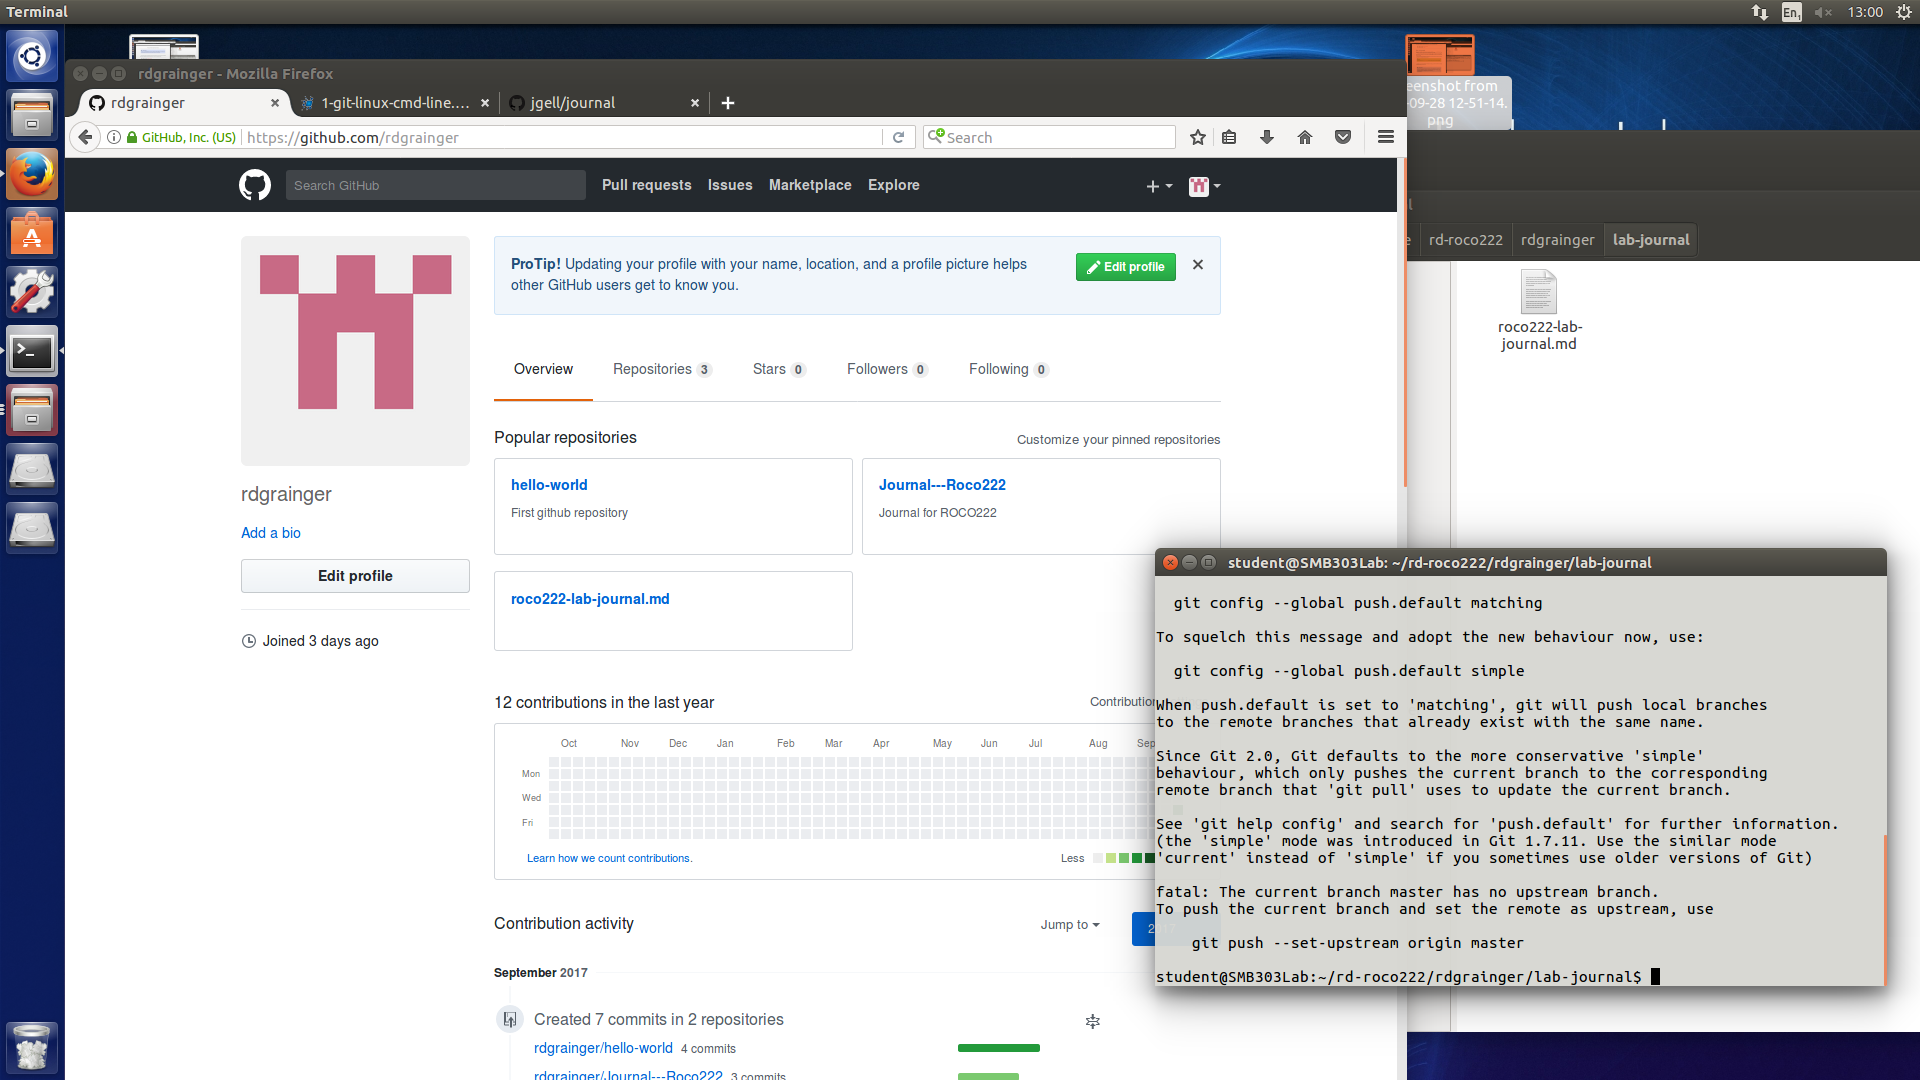 Terminal
En
13:00
rdgrainger - Mozilla Firefox
rdgrainger
1-git-linux-cmd-line....
jgell/journal
GitHub, Inc. (US)
https://github.com/rdgrainger
Search
Search GitHub
Pull requests
Issues
Marketplace
Explore
ProTip! Updating your profile with your name, location, and a profile picture helps
other GitHub users get to know you.
Edit profile
Overview
Repositories 3
Stars 0
Followers 0
Following 0
Popular repositories
Customize your pinned repositories
hello-world
First github repository
Journal---Roco222
Journal for ROCO222
roco222-lab-journal.md
rdgrainger
Add a bio
Edit profile
Joined 3 days ago
12 contributions in the last year
Contribution
Oct Nov Dec Jan Feb Mar Apr May Jun Jul Aug Sep
Mon
Wed
Fri
Learn how we count contributions.
Less
Contribution activity
Jump to
September 2017
Created 7 commits in 2 repositories
rdgrainger/hello-world 4 commits
rdgrainger/Journal---Roco222 3 commits
eenshot from
-09-28 12-51-14.
png
rd-roco222
rdgrainger
lab-journal
roco222-lab-
journal.md
student@SMB303Lab: ~/rd-roco222/rdgrainger/lab-journal
git config --global push.default matching
To squelch this message and adopt the new behaviour now, use:
git config --global push.default simple
When push.default is set to 'matching', git will push local branches
to the remote branches that already exist with the same name.
Since Git 2.0, Git defaults to the more conservative 'simple'
behaviour, which only pushes the current branch to the corresponding
remote branch that 'git pull' uses to update the current branch.
See 'git help config' and search for 'push.default' for further information.
(the 'simple' mode was introduced in Git 1.7.11. Use the similar mode
'current' instead of 'simple' if you sometimes use older versions of Git)
fatal: The current branch master has no upstream branch.
To push the current branch and set the remote as upstream, use
git push --set-upstream origin master
student@SMB303Lab:~/rd-roco222/rdgrainger/lab-journal$